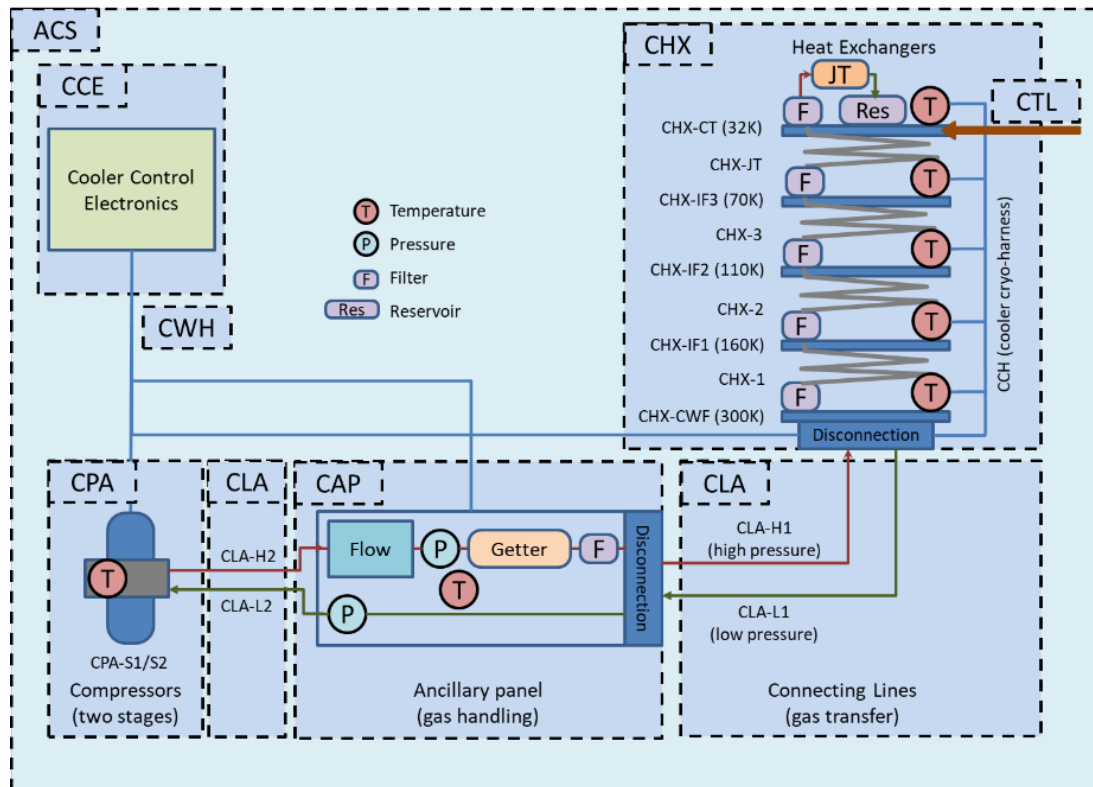 ACS
CCE
Cooler Control
Electronics
CWH
T Temperature
P Pressure
F Filter
Res Reservoir
CHX
Heat Exchangers
JT
F
Res
T
CTL
CHX-CT (32K)
CHX-JT
F
T
CHX-IF3 (70K)
CHX-3
F
T
CHX-IF2 (110K)
CHX-2
F
T
CHX-IF1 (160K)
CHX-1
F
T
CHX-CWF (300K)
Disconnection
CCH (cooler cryo-harness)
CPA
T
CPA-S1/S2
Compressors
(two stages)
CLA
CLA-H2
CLA-L2
CAP
Flow
P
Getter
F
T
P
Disconnection
Ancillary panel
(gas handling)
CLA
CLA-H1
(high pressure)
CLA-L1
(low pressure)
Connecting Lines
(gas transfer)